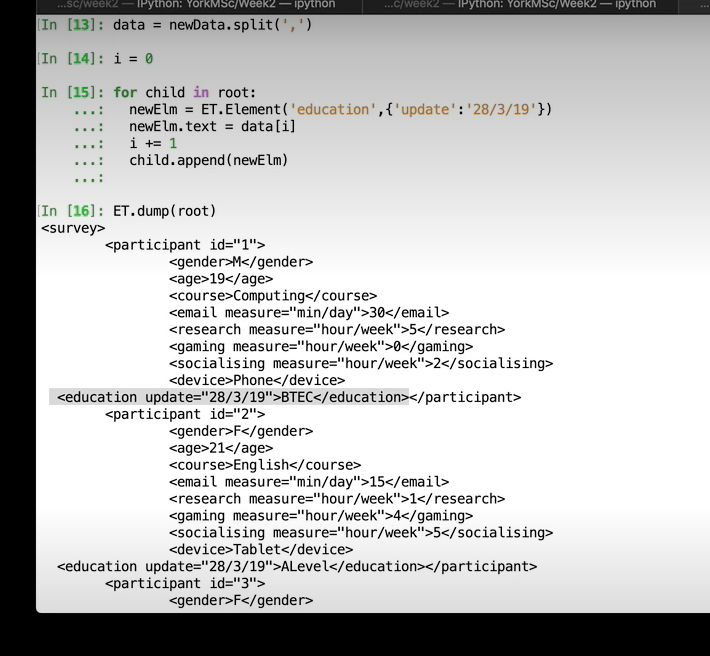 ...sc/week2 — IPython: YorkMSc/Week2 — ipython ...c/week2 — IPython: YorkMSc/Week2 — ipython ...
In [13]: data = newData.split(',')
In [14]: i = 0
In [15]: for child in root:
...: newElm = ET.Element('education',{'update':'28/3/19'})
...: newElm.text = data[i]
...: i += 1
...: child.append(newElm)
...:
In [16]: ET.dump(root)
<survey>
<participant id="1">
<gender>M</gender>
<age>19</age>
<course>Computing</course>
<email measure="min/day">30</email>
<research measure="hour/week">5</research>
<gaming measure="hour/week">0</gaming>
<socialising measure="hour/week">2</socialising>
<device>Phone</device>
<education update="28/3/19">BTEC</education></participant>
<participant id="2">
<gender>F</gender>
<age>21</age>
<course>English</course>
<email measure="min/day">15</email>
<research measure="hour/week">1</research>
<gaming measure="hour/week">4</gaming>
<socialising measure="hour/week">5</socialising>
<device>Tablet</device>
<education update="28/3/19">ALevel</education></participant>
<participant id="3">
<gender>F</gender>